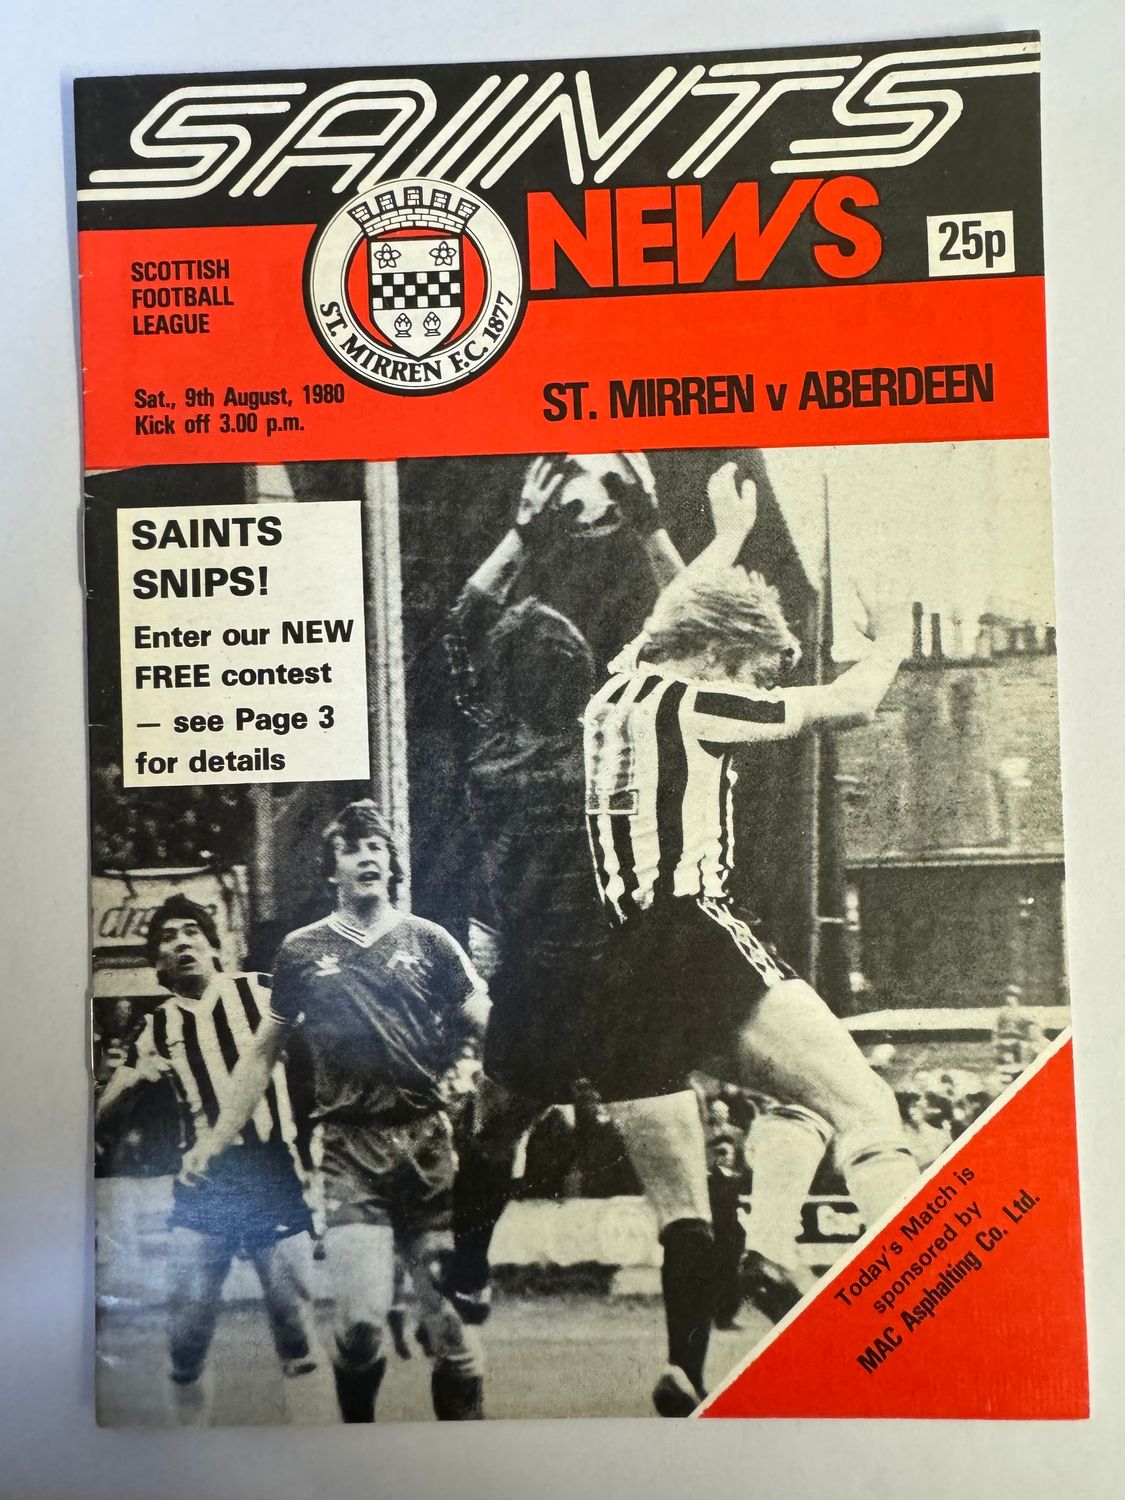 SAINTS
NEWS
25p
SCOTTISH
FOOTBALL
LEAGUE
ST. MIRREN F.C. 1877
Sat., 9th August, 1980
Kick off 3.00 p.m.
ST. MIRREN v ABERDEEN
SAINTS
SNIPS!
Enter our NEW
FREE contest
— see Page 3
for details
Today's Match is
sponsored by
MAC Asphalting Co. Ltd.